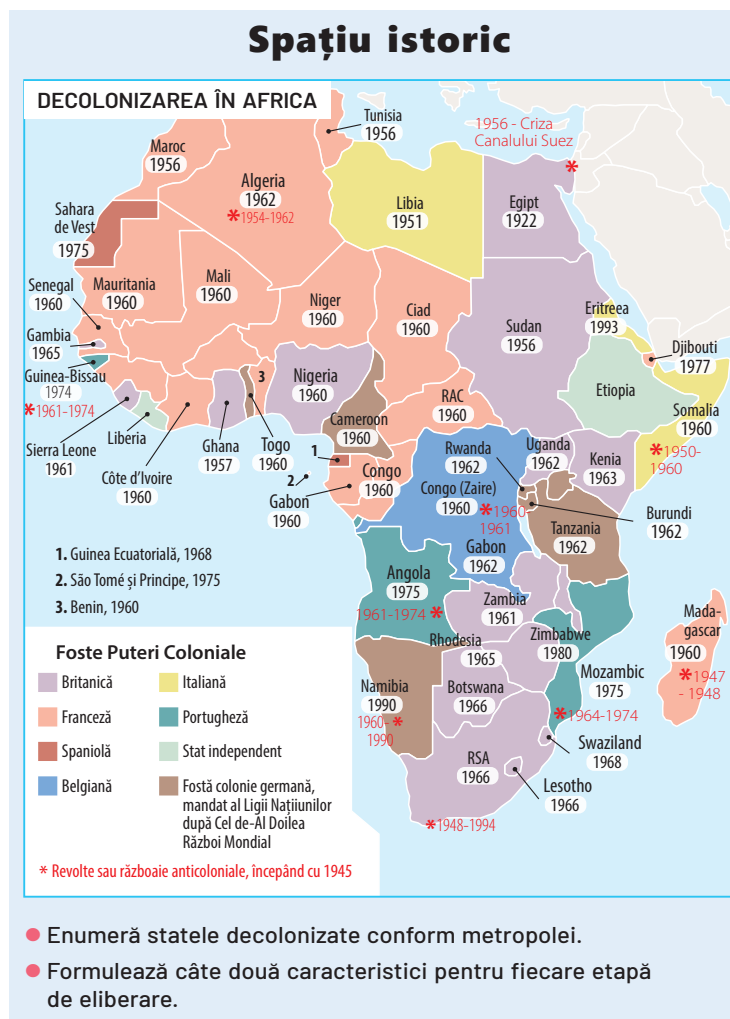 Spațiu istoric
DECOLONIZAREA ÎN AFRICA
Tunisia
1956
1956 - Criza
Canalului Suez
*
Maroc
1956
Algeria
1962
*1954-1962
Libia
1951
Egipt
1922
Sahara
de Vest
1975
Senegal
1960
Mauritania
1960
Mali
1960
Niger
1960
Ciad
1960
Sudan
1956
Eritreea
1993
Djibouti
1977
Gambia
1965
Guinea-Bissau
1974
*1961-1974
3
Nigeria
1960
Etiopia
Somalia
1960
*1950-
1960
Cameroon
1960
RAC
1960
Sierra Leone
1961
Liberia
Côte d'Ivoire
1960
Ghana
1957
Togo
1960
1
2
Gabon
1960
Congo
1960
Rwanda
1962
Uganda
1962
Kenia
1963
Congo (Zaire)
1960
*1960-
1961
Burundi
1962
Tanzania
1962
Gabon
1962
1. Guinea Ecuatorială, 1968
2. São Tomé și Principe, 1975
3. Benin, 1960
Angola
1975
1961-1974 *
Zambia
1961
Mada-
gascar
1960
*1947
- 1948
Rhodesia
1965
Zimbabwe
1980
Mozambic
1975
*1964-1974
Namibia
1990
1960-
*
1990
Botswana
1966
Swaziland
1968
RSA
1966
Lesotho
1966
*1948-1994
Foste Puteri Coloniale
Britanică
Italiană
Franceză
Portugheză
Spaniolă
Stat independent
Belgiană
Fostă colonie germană,
mandat al Ligii Națiiunilor
după Cel de-Al Doilea
Război Mondial
* Revolte sau războaie anticoloniale, începând cu 1945
● Enumeră statele decolonizate conform metropolei.
● Formulează câte două caracteristici pentru fiecare etapă
de eliberare.